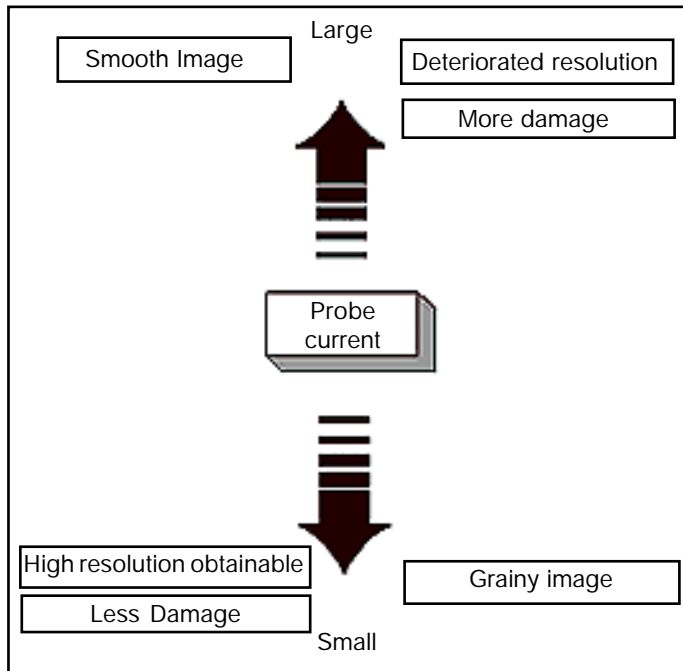 Large
Smooth Image
Deteriorated resolution
More damage
Probe
current
High resolution obtainable
Grainy image
Less Damage
Small